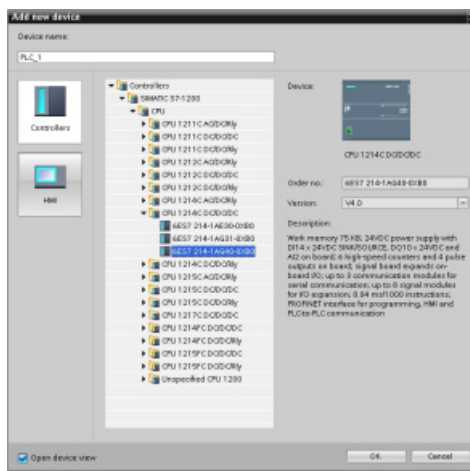 Add new device
Device name:
PLC_1
Controllers
HMI
Controllers
SIMATIC S7-1200
CPU
CPU 1211C AC/DC/Rly
CPU 1211C DC/DC/DC
CPU 1211C DC/DC/Rly
CPU 1212C AC/DC/Rly
CPU 1212C DC/DC/DC
CPU 1212C DC/DC/Rly
CPU 1214C AC/DC/Rly
CPU 1214C DC/DC/DC
6ES7 214-1AE30-0XB0
6ES7 214-1AG31-0XB0
6ES7 214-1AG40-0XB0
CPU 1214C DC/DC/Rly
CPU 1215C AC/DC/Rly
CPU 1215C DC/DC/DC
CPU 1215C DC/DC/Rly
CPU 1217C DC/DC/DC
CPU 1214FC DC/DC/DC
CPU 1214FC DC/DC/Rly
CPU 1215FC DC/DC/DC
CPU 1215FC DC/DC/Rly
Unspecified CPU 1200
Device:
CPU 1214C DC/DC/DC
Order no.: 6ES7 214-1AG40-0XB0
Version: V4.0
Description:
Work memory 75 KB; 24VDC power supply with
DI14 x 24VDC SINK/SOURCE, DQ10 x 24VDC and
AI2 on board; 6 high-speed counters and 4 pulse
outputs on board; signal board expands on-
board I/O; up to 3 communication modules for
serial communication; up to 8 signal modules
for I/O expansion; 0.04 ms/1000 instructions;
PROFINET interface for programming, HMI and
PLC-to-PLC communication
Open device view
OK
Cancel